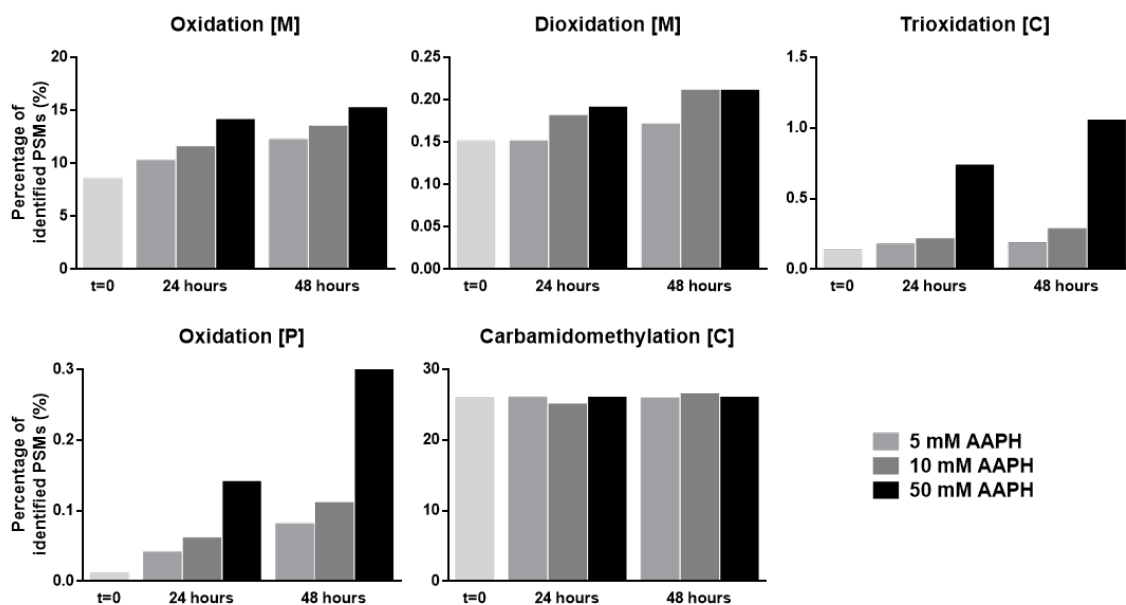 Oxidation [M]
Dioxidation [M]
Trioxidation [C]
Percentage of
identified PSMs (%)
20
15
10
5
0
t=0 24 hours 48 hours
0.25
0.20
0.15
0.10
0.05
0.00
t=0 24 hours 48 hours
1.5
1.0
0.5
0.0
t=0 24 hours 48 hours
Oxidation [P]
Carbamidomethylation [C]
Percentage of
identified PSMs (%)
0.3
0.2
0.1
0.0
t=0 24 hours 48 hours
30
20
10
0
t=0 24 hours 48 hours
5 mM AAPH
10 mM AAPH
50 mM AAPH